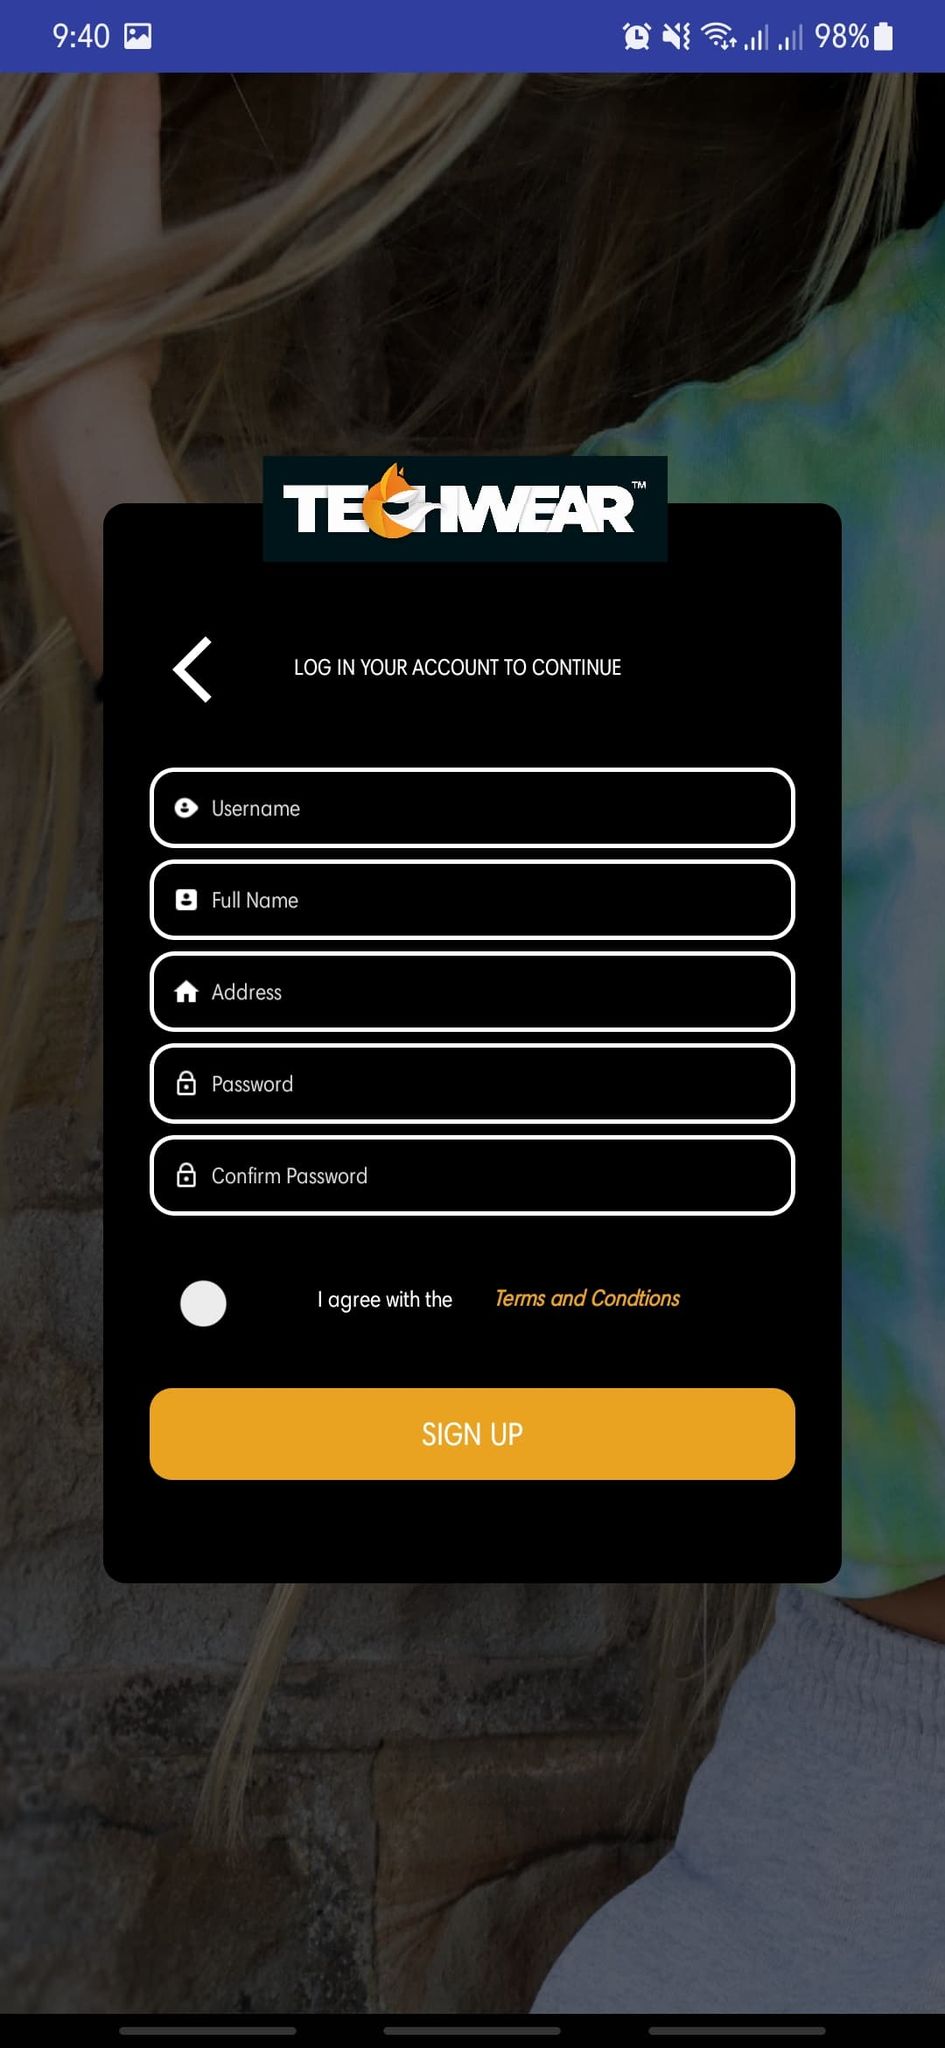 9:40
98%
TECHWEAR™
LOG IN YOUR ACCOUNT TO CONTINUE
Username
Full Name
Address
Password
Confirm Password
I agree with the Terms and Condtions
SIGN UP